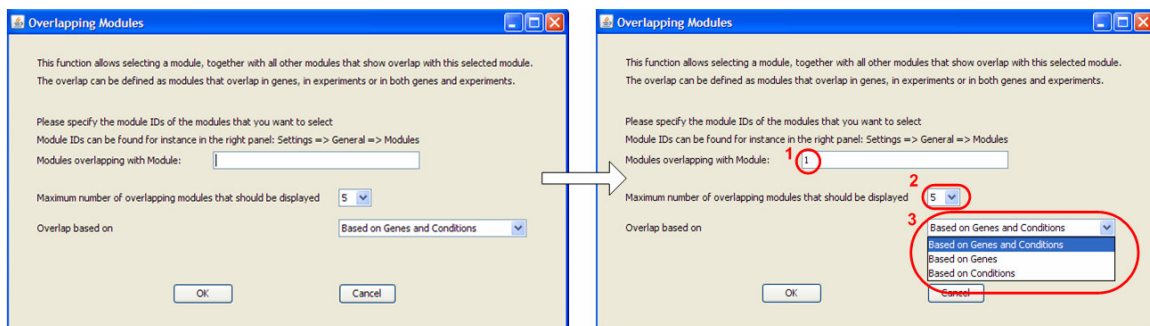 Overlapping Modules
This function allows selecting a module, together with all other modules that show overlap with this selected module.
The overlap can be defined as modules that overlap in genes, in experiments or in both genes and experiments.
Please specify the module IDs of the modules that you want to select
Module IDs can be found for instance in the right panel: Settings => General => Modules
Modules overlapping with Module:
Maximum number of overlapping modules that should be displayed 5
Overlap based on Based on Genes and Conditions
OK Cancel
Overlapping Modules
This function allows selecting a module, together with all other modules that show overlap with this selected module.
The overlap can be defined as modules that overlap in genes, in experiments or in both genes and experiments.
Please specify the module IDs of the modules that you want to select
Module IDs can be found for instance in the right panel: Settings => General => Modules
Modules overlapping with Module: 1 1
2
Maximum number of overlapping modules that should be displayed 5
3
Overlap based on Based on Genes and Conditions
Based on Genes and Conditions
Based on Genes
Based on Conditions
OK Cancel